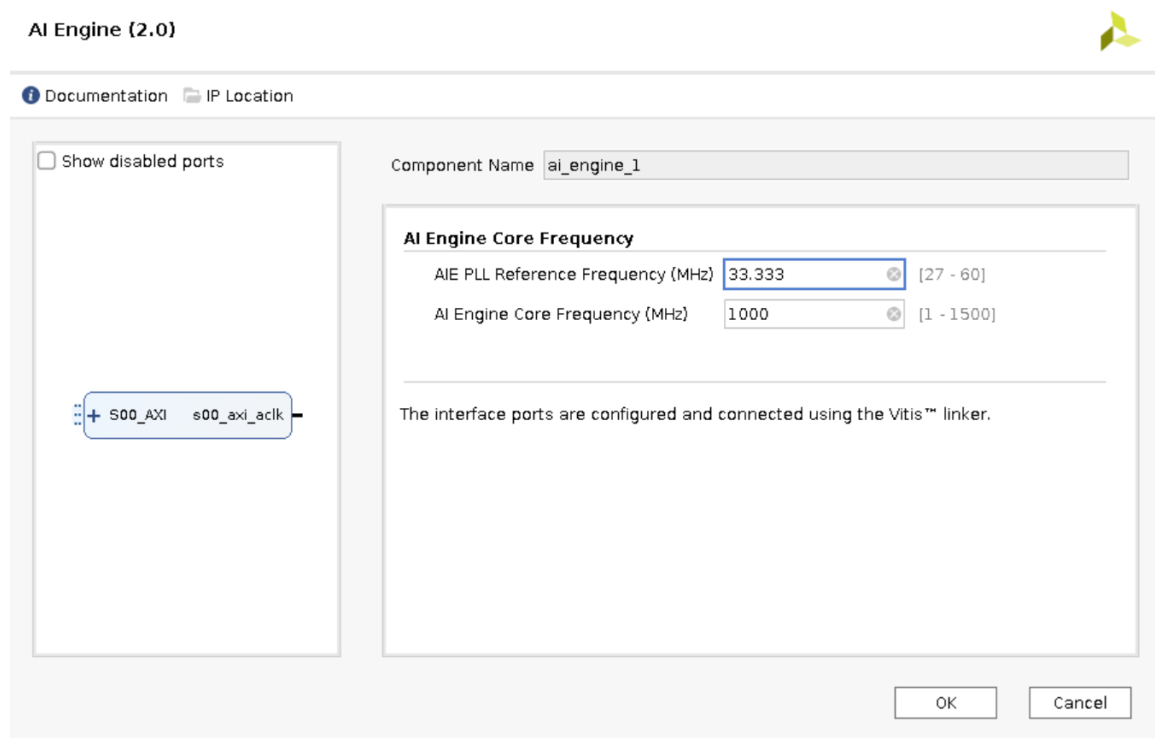 AI Engine (2.0)
Documentation IP Location
Show disabled ports
S00_AXI s00_axi_aclk
Component Name ai_engine_1
AI Engine Core Frequency
AIE PLL Reference Frequency (MHz) 33.333 [27 - 60]
AI Engine Core Frequency (MHz) 1000 [1 - 1500]
The interface ports are configured and connected using the Vitis™ linker.
OK Cancel